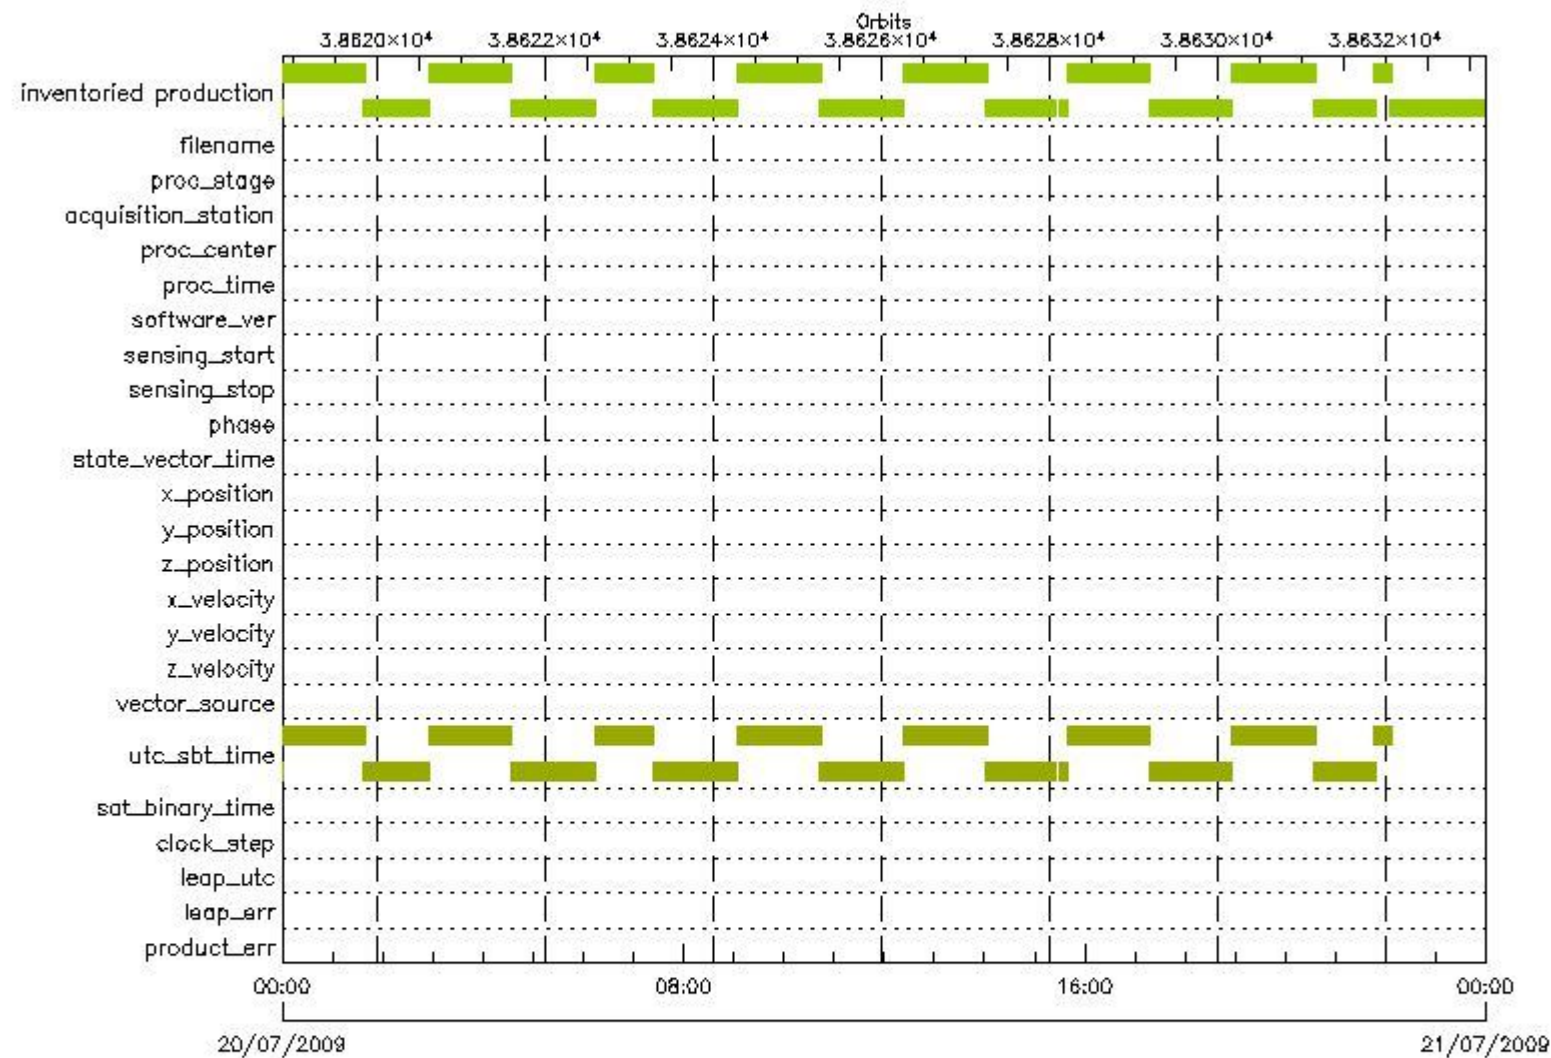 Orbits
3.8620×10⁴ 3.8622×10⁴ 3.8624×10⁴ 3.8626×10⁴ 3.8628×10⁴ 3.8630×10⁴ 3.8632×10⁴
inventoried production
filename
proc_stage
acquisition_station
proc_center
proc_time
software_ver
sensing_start
sensing_stop
phase
state_vector_time
x_position
y_position
z_position
x_velocity
y_velocity
z_velocity
vector_source
utc_sbt_time
sat_binary_time
clock_step
leap_utc
leap_err
product_err
00:00 08:00 16:00 00:00
20/07/2009 21/07/2009